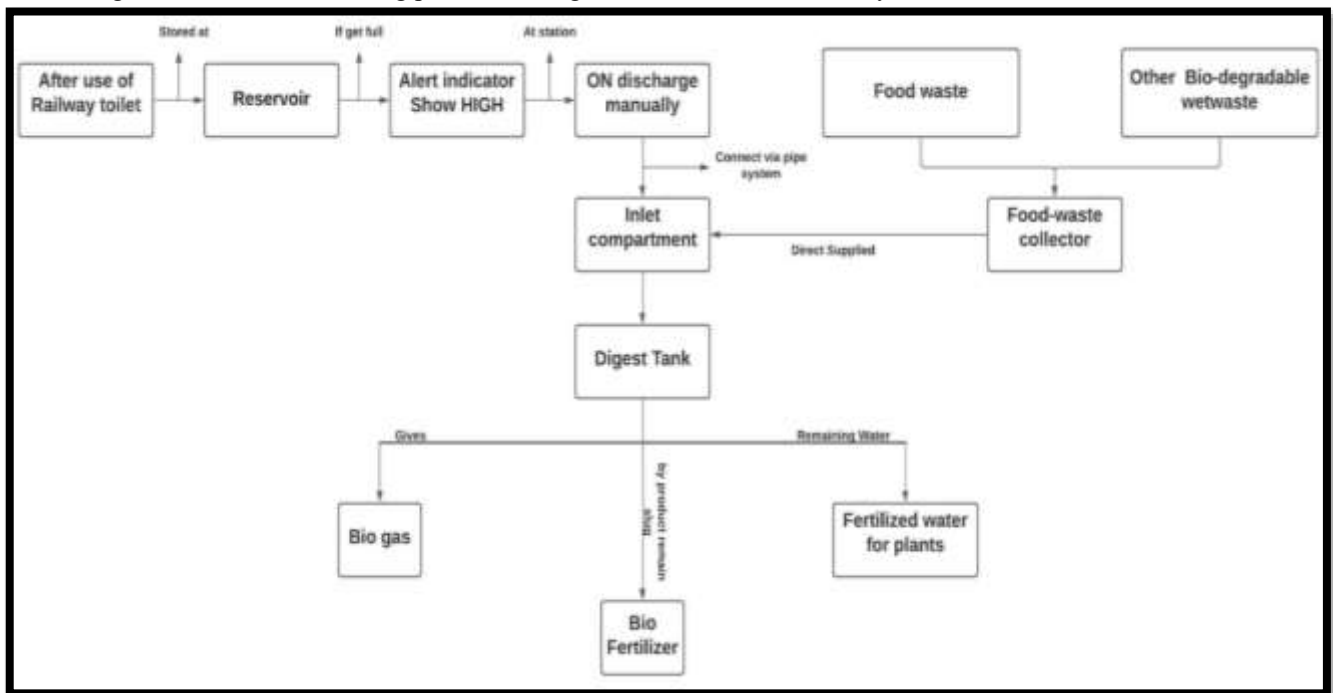 Stored at
If get full
At station
After use of
Railway toilet
Reservoir
Alert indicator
Show HIGH
ON discharge
manually
Food waste
Other Bio-degradable
wetwaste
Connect via pipe
system
Inlet
compartment
Food-waste
collector
Direct Supplied
Digest Tank
Gives
Remaining Water
by product remain
Bio gas
Fertilized water
for plants
Bio
Fertilizer